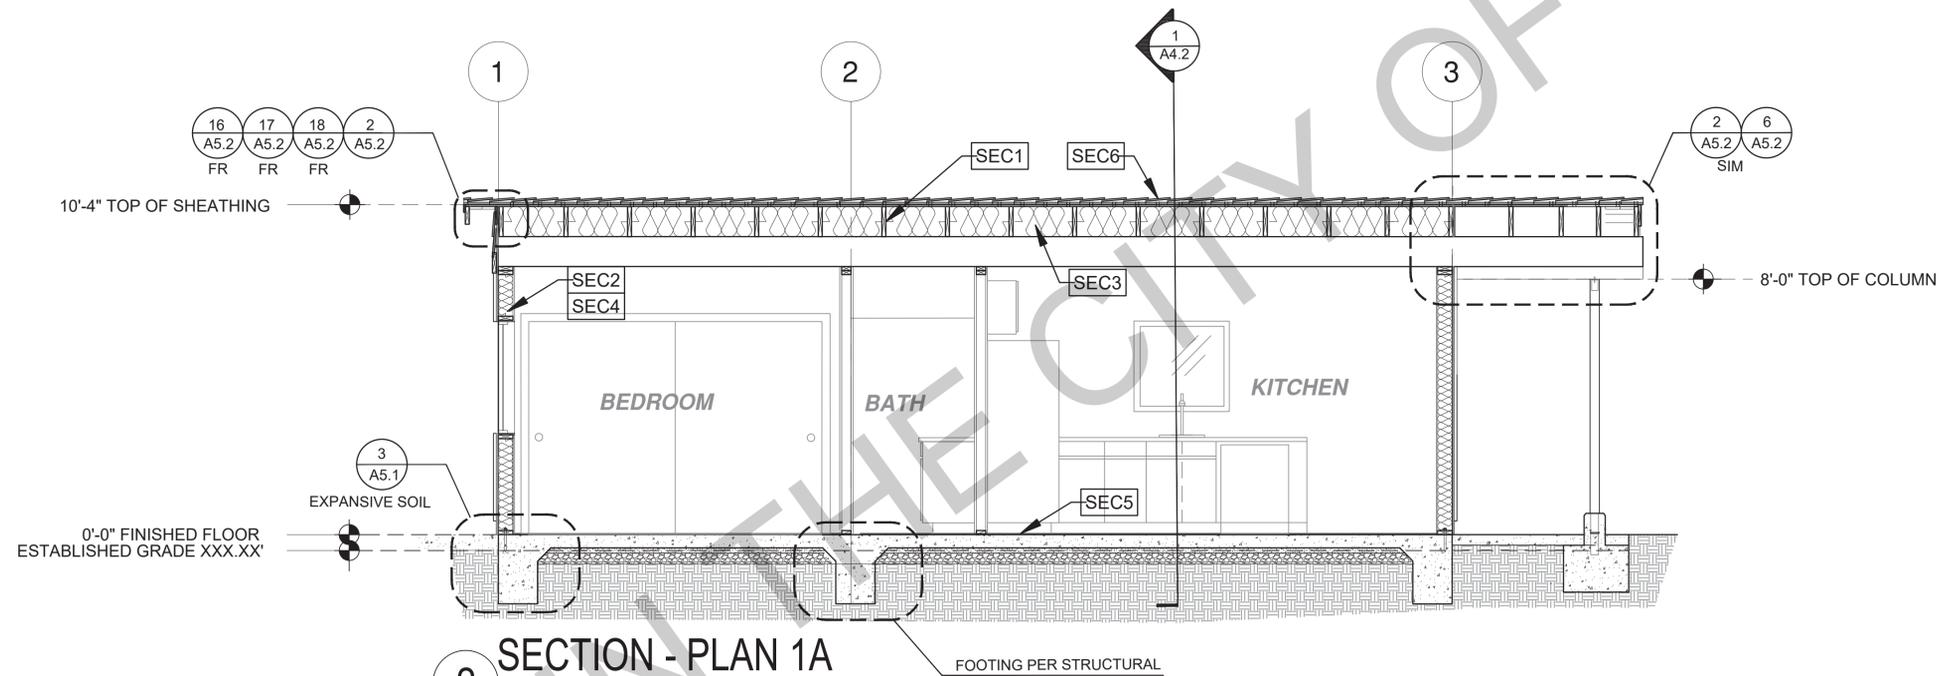 1
A4.2
1
2
3
16
A5.2
FR
17
A5.2
FR
18
A5.2
FR
2
A5.2
2
A5.2
SIM
6
A5.2
SEC1
SEC6
10'-4" TOP OF SHEATHING
SEC2
SEC4
SEC3
8'-0" TOP OF COLUMN
BEDROOM
BATH
KITCHEN
3
A5.1
EXPANSIVE SOIL
SEC5
0'-0" FINISHED FLOOR
ESTABLISHED GRADE XXX.XX'
SECTION - PLAN 1A
FOOTING PER STRUCTURAL
IN THE CITY OF